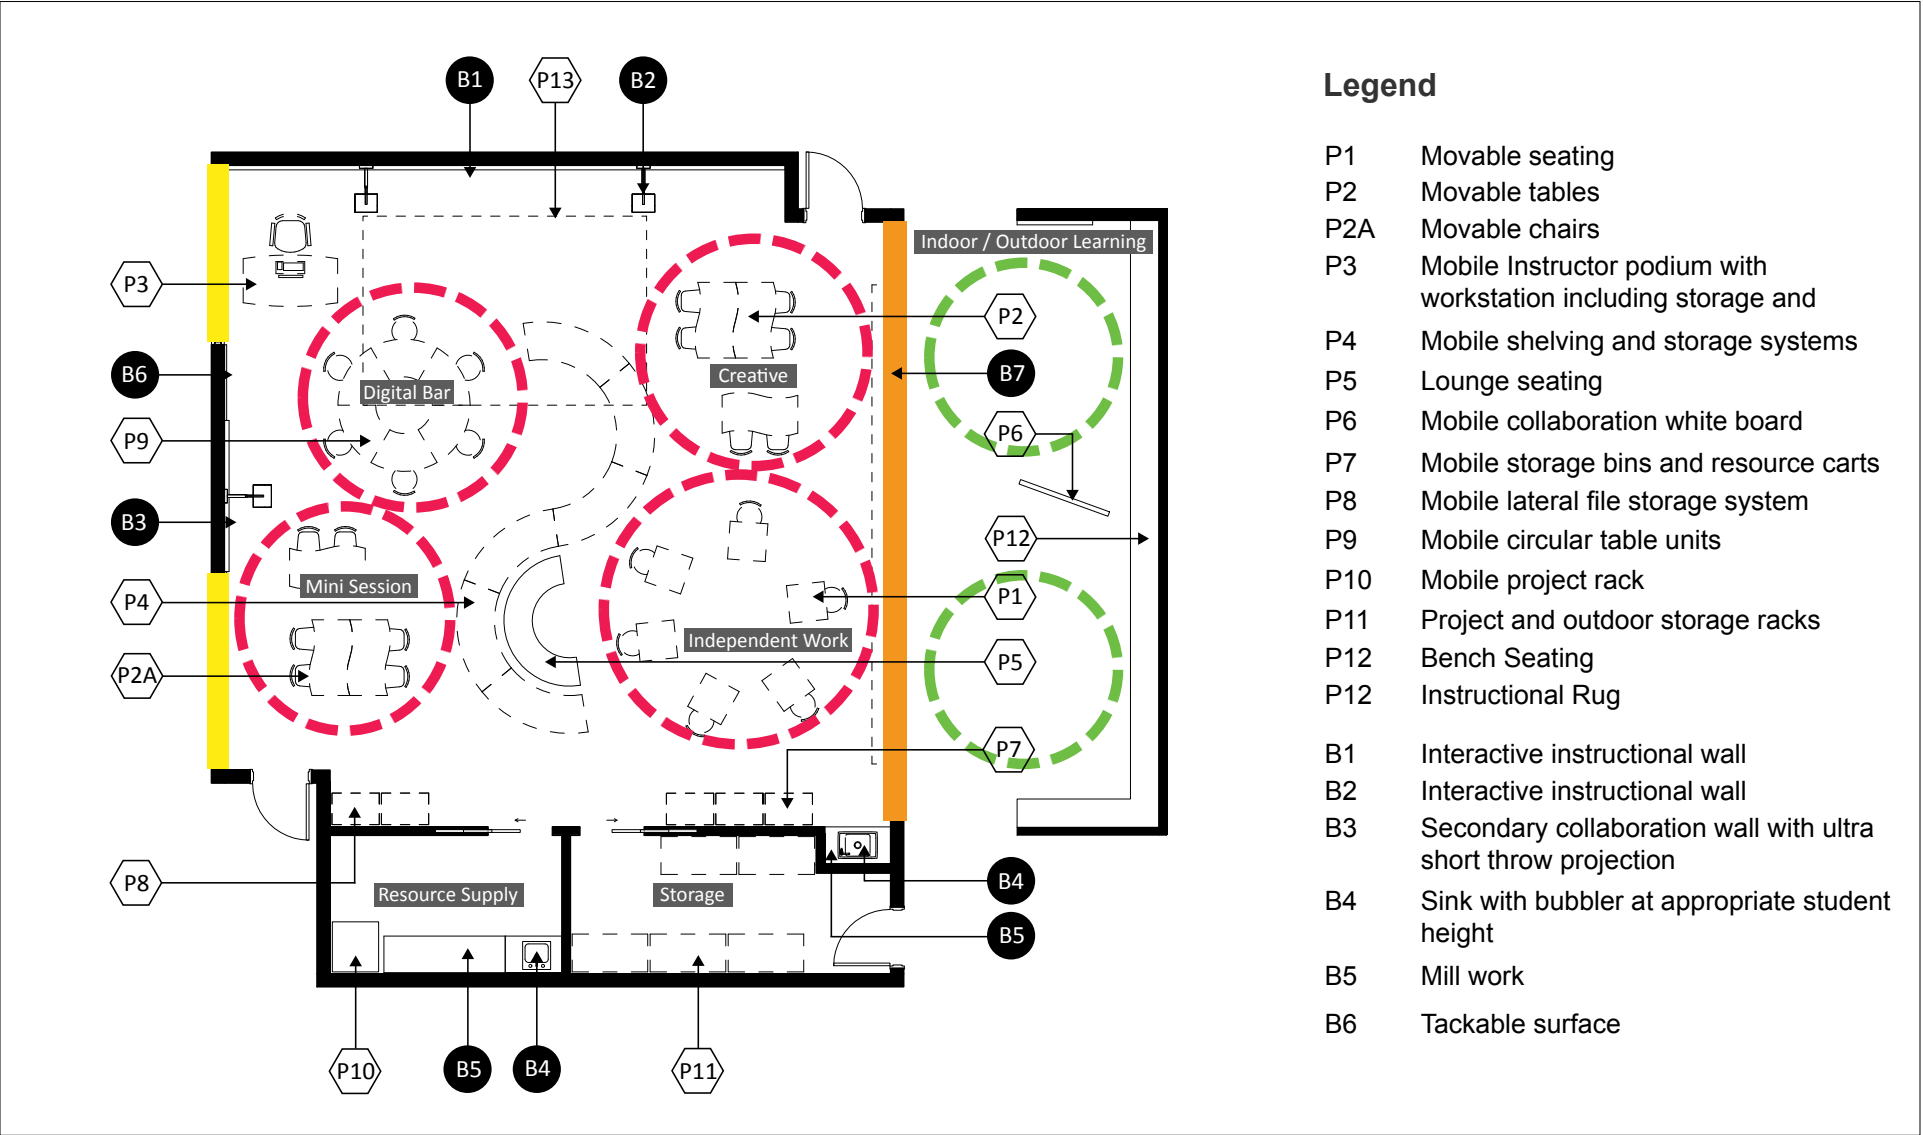 B1
P13
B2
Legend
P1 Movable seating
P2 Movable tables
P2A Movable chairs
P3 Mobile Instructor podium with
workstation including storage and
P4 Mobile shelving and storage systems
P5 Lounge seating
P6 Mobile collaboration white board
P7 Mobile storage bins and resource carts
P8 Mobile lateral file storage system
P9 Mobile circular table units
P10 Mobile project rack
P11 Project and outdoor storage racks
P12 Bench Seating
P12 Instructional Rug
B1 Interactive instructional wall
B2 Interactive instructional wall
B3 Secondary collaboration wall with ultra
short throw projection
B4 Sink with bubbler at appropriate student
height
B5 Mill work
B6 Tackable surface
Indoor / Outdoor Learning
P3
P2
B6
Digital Bar
Creative
B7
P9
P6
B3
P12
Mini Session
P4
P1
Independent Work
P5
P2A
P7
P8
Resource Supply
Storage
B4
B5
P10
B5
B4
P11